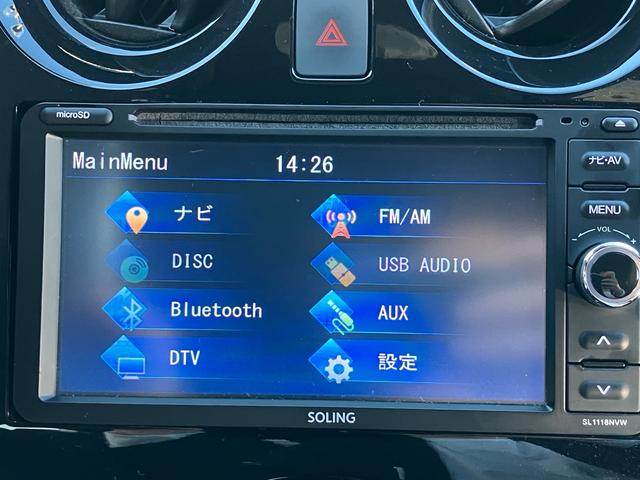 microSD
MainMenu 14:26
ナビ・AV
MENU
VOL
ナビ
FM/AM
DISC
USB AUDIO
Bluetooth
AUX
DTV
設定
SOLING
SL1118NVW